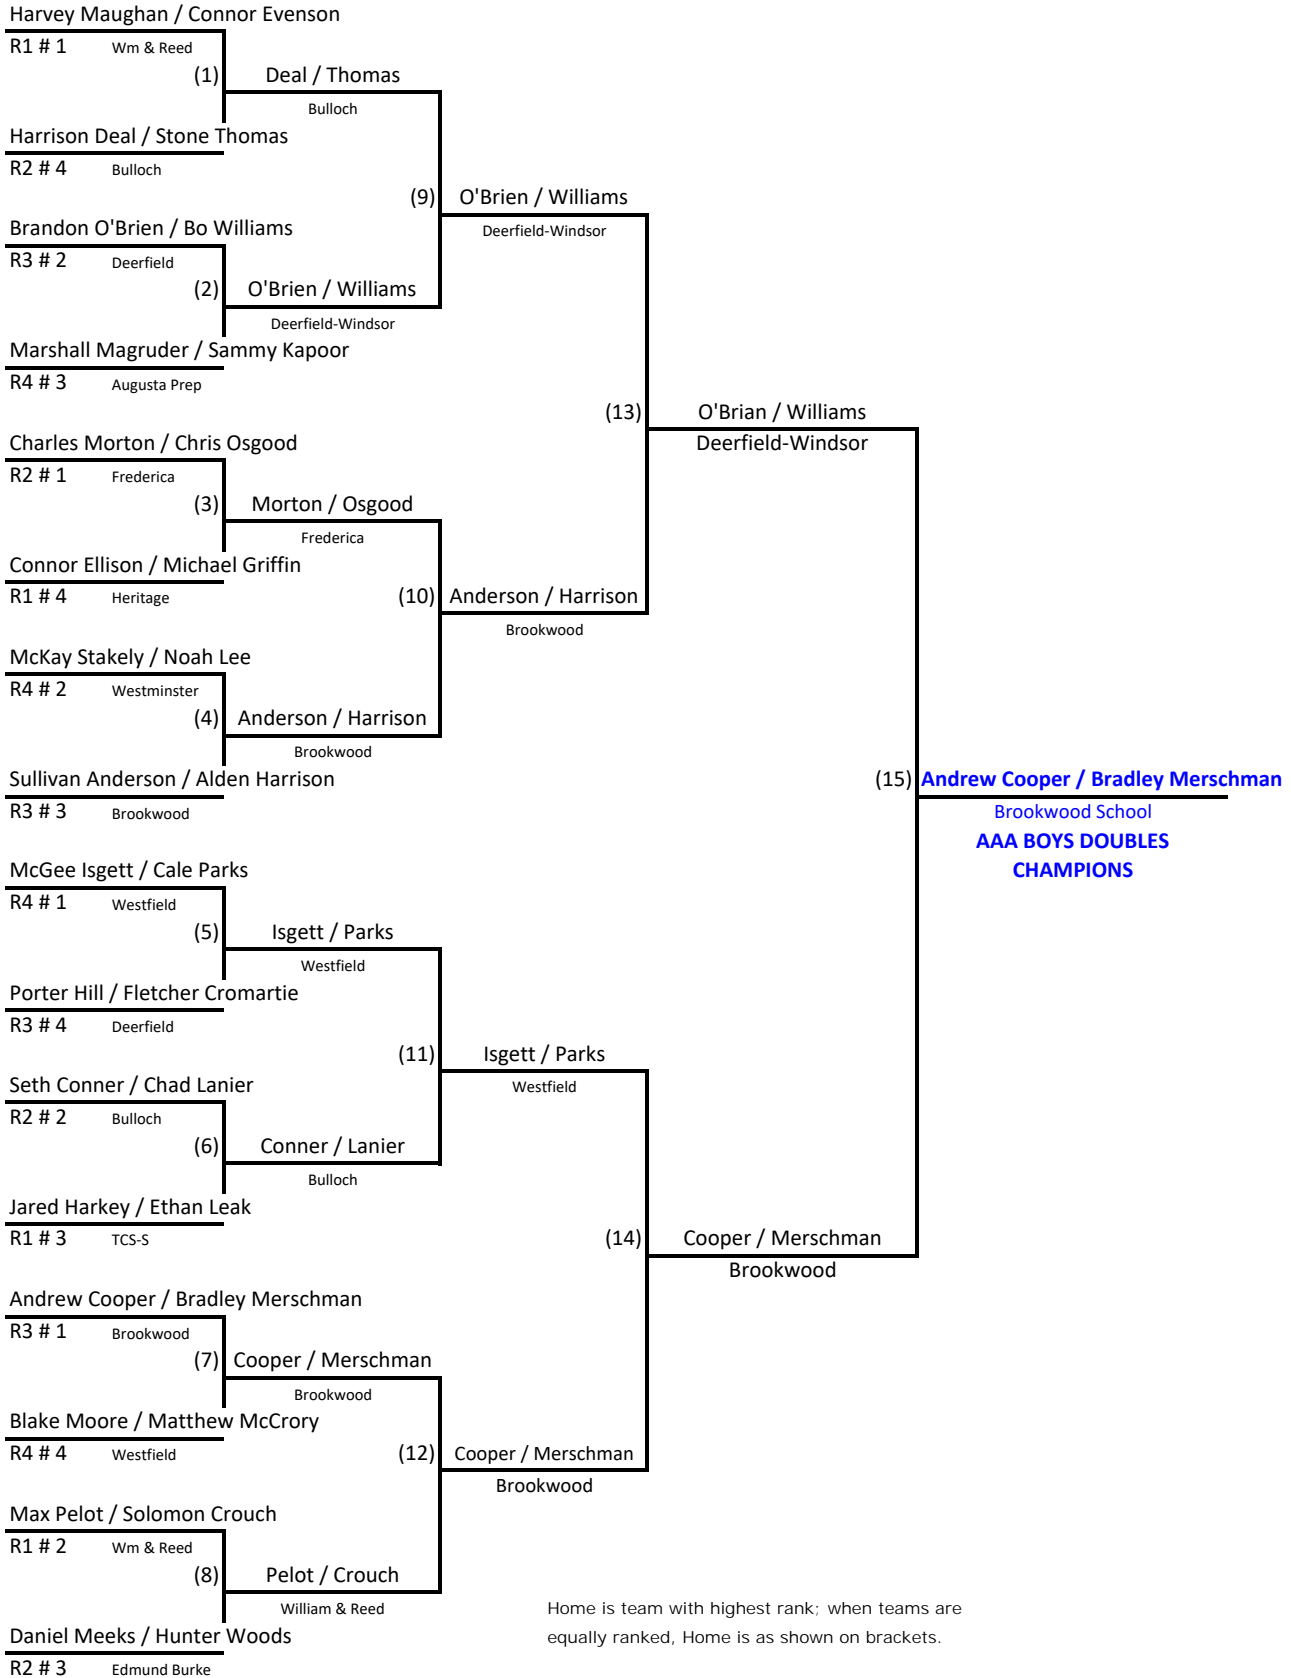 Harvey Maughan / Connor Evenson
R1 # 1 Wm & Reed
(1) Deal / Thomas
Bulloch
Harrison Deal / Stone Thomas
R2 # 4 Bulloch
(9) O'Brien / Williams
Brandon O'Brien / Bo Williams
Deerfield-Windsor
R3 # 2 Deerfield
(2) O'Brien / Williams
Deerfield-Windsor
Marshall Magruder / Sammy Kapoor
R4 # 3 Augusta Prep
(13) O'Brian / Williams
Charles Morton / Chris Osgood
Deerfield-Windsor
R2 # 1 Frederica
(3) Morton / Osgood
Frederica
Connor Ellison / Michael Griffin
R1 # 4 Heritage
(10) Anderson / Harrison
Brookwood
McKay Stakely / Noah Lee
R4 # 2 Westminster
(4) Anderson / Harrison
Brookwood
Sullivan Anderson / Alden Harrison
(15) Andrew Cooper / Bradley Merschman
R3 # 3 Brookwood
Brookwood School
AAA BOYS DOUBLES
CHAMPIONS
McGee Isgett / Cale Parks
R4 # 1 Westfield
(5) Isgett / Parks
Westfield
Porter Hill / Fletcher Cromartie
R3 # 4 Deerfield
(11) Isgett / Parks
Westfield
Seth Conner / Chad Lanier
R2 # 2 Bulloch
(6) Conner / Lanier
Bulloch
Jared Harkey / Ethan Leak
R1 # 3 TCS-S
(14) Cooper / Merschman
Brookwood
Andrew Cooper / Bradley Merschman
R3 # 1 Brookwood
(7) Cooper / Merschman
Brookwood
Blake Moore / Matthew McCrory
R4 # 4 Westfield
(12) Cooper / Merschman
Brookwood
Max Pelot / Solomon Crouch
R1 # 2 Wm & Reed
(8) Pelot / Crouch
William & Reed
Home is team with highest rank; when teams are
equally ranked, Home is as shown on brackets.
Daniel Meeks / Hunter Woods
R2 # 3 Edmund Burke